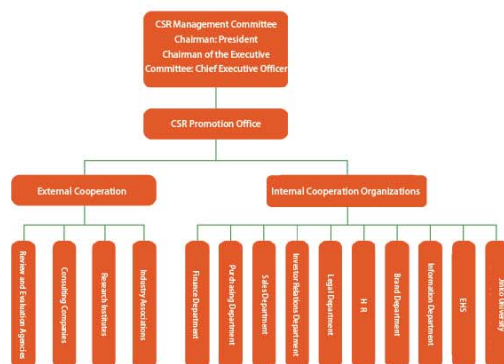 CSR Management Committee
Chairman: President
Chairman of the Executive
Committee: Chief Executive Officer
CSR Promotion Office
External Cooperation
Internal Cooperation Organizations
Review and Evaluation Agencies
Consulting Companies
Research Institutes
Industry Associations
Finance Department
Purchasing Department
Sales Department
Investor Relations Department
Legal Department
H R
Brand Department
Information Department
EHS
University